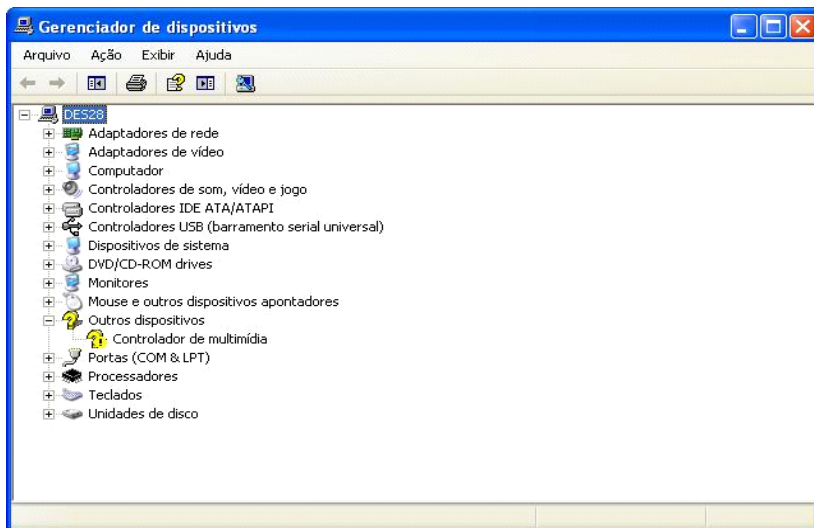 Gerenciador de dispositivos
Arquivo Ação Exibir Ajuda
DES28
Adaptadores de rede
Adaptadores de vídeo
Computador
Controladores de som, vídeo e jogo
Controladores IDE ATA/ATAPI
Controladores USB (barramento serial universal)
Dispositivos de sistema
DVD/CD-ROM drives
Monitores
Mouse e outros dispositivos apontadores
Outros dispositivos
Controlador de multimídia
Portas (COM & LPT)
Processadores
Teclados
Unidades de disco